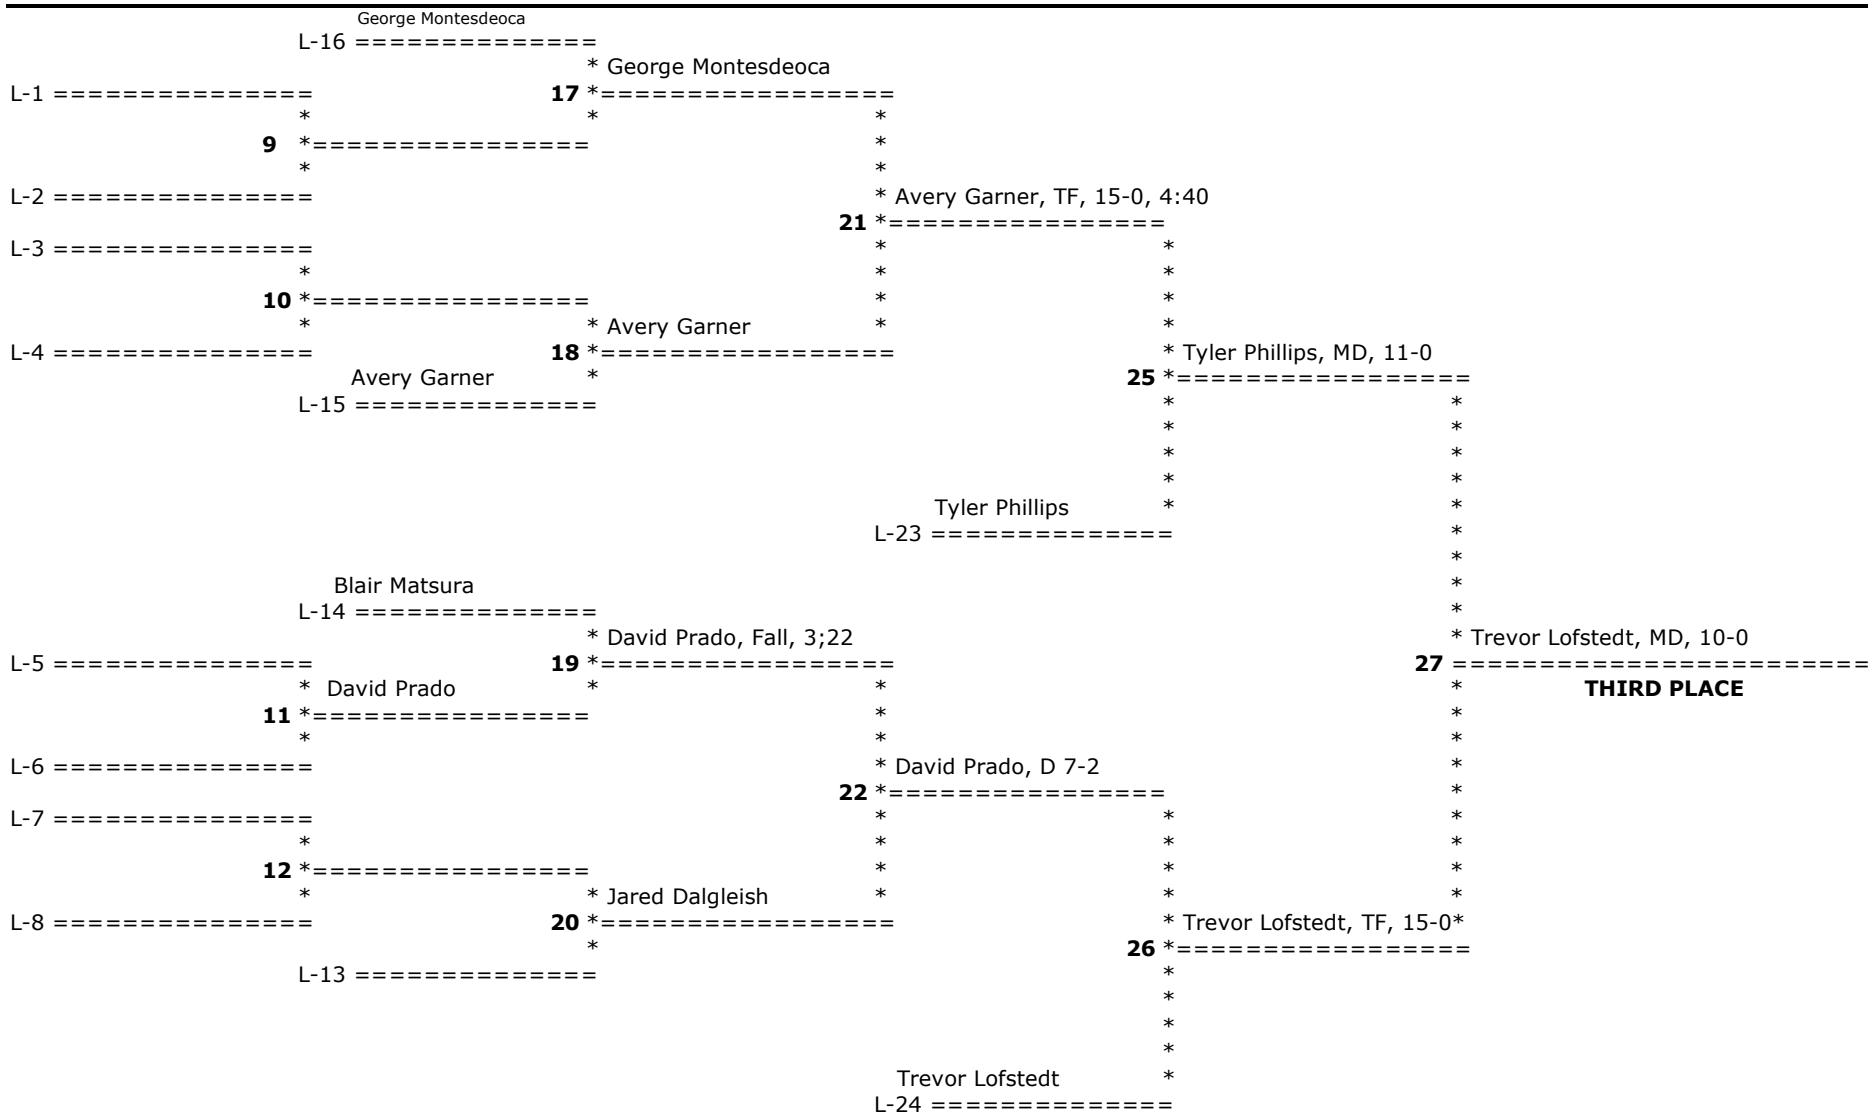 George Montesdeoca
L-16 ==============
* George Montesdeoca
L-1 =============== 17 *=================
* * *
9 *================ *
* *
L-2 =============== * Avery Garner, TF, 15-0, 4:40
21 *================
L-3 =============== * *
* * *
10 *================ * *
* * Avery Garner * *
L-4 =============== 18 *================= * Tyler Phillips, MD, 11-0
Avery Garner * 25 *=================
L-15 ============== * *
* *
* *
* *
Tyler Phillips * *
L-23 ============== *
*
Blair Matsura *
L-14 ============== *
* David Prado, Fall, 3;22 * Trevor Lofstedt, MD, 10-0
L-5 =============== 19 *================= 27 ========================
* David Prado * * * THIRD PLACE
11 *================ * *
* * *
L-6 =============== * David Prado, D 7-2 *
22 *================ *
L-7 =============== * * *
* * * *
12 *================ * * *
* * Jared Dalgleish * * *
L-8 =============== 20 *================= * Trevor Lofstedt, TF, 15-0*
* 26 *=================
L-13 ============== *
*
*
*
Trevor Lofstedt *
L-24 ==============